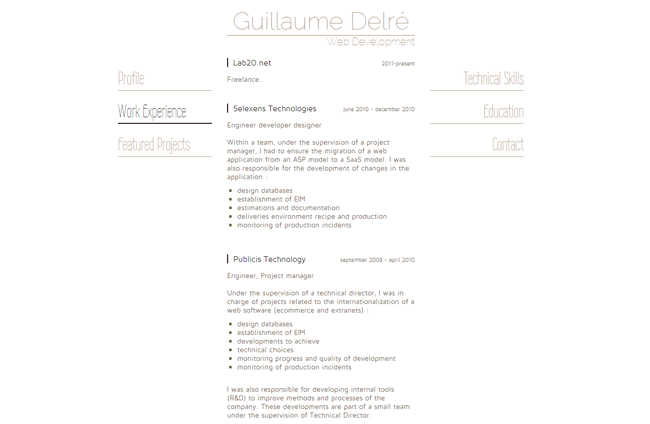 Guillaume Delré
Web Development
Profile
Work Experience
Featured Projects
Lab20.net 2011-present
Freelance.
Selexens Technologies june 2010 - december 2010
Engineer developer designer
Within a team, under the supervision of a project
manager, I had to ensure the migration of a web
application from an ASP model to a SaaS model. I was
also responsible for the development of changes in the
application :
design databases
establishment of EIM
estimations and documentation
deliveries environment recipe and production
monitoring of production incidents
Publicis Technology september 2008 - april 2010
Engineer, Project manager
Under the supervision of a technical director, I was in
charge of projects related to the internationalization of a
web software (ecommerce and extranets) :
design databases
establishment of EIM
developments to achieve
technical choices
monitoring progress and quality of development
monitoring of production incidents
I was also responsible for developing internal tools
(R&D) to improve methods and processes of the
company. These developments are part of a small team
under the supervision of Technical Director.
Technical Skills
Education
Contact